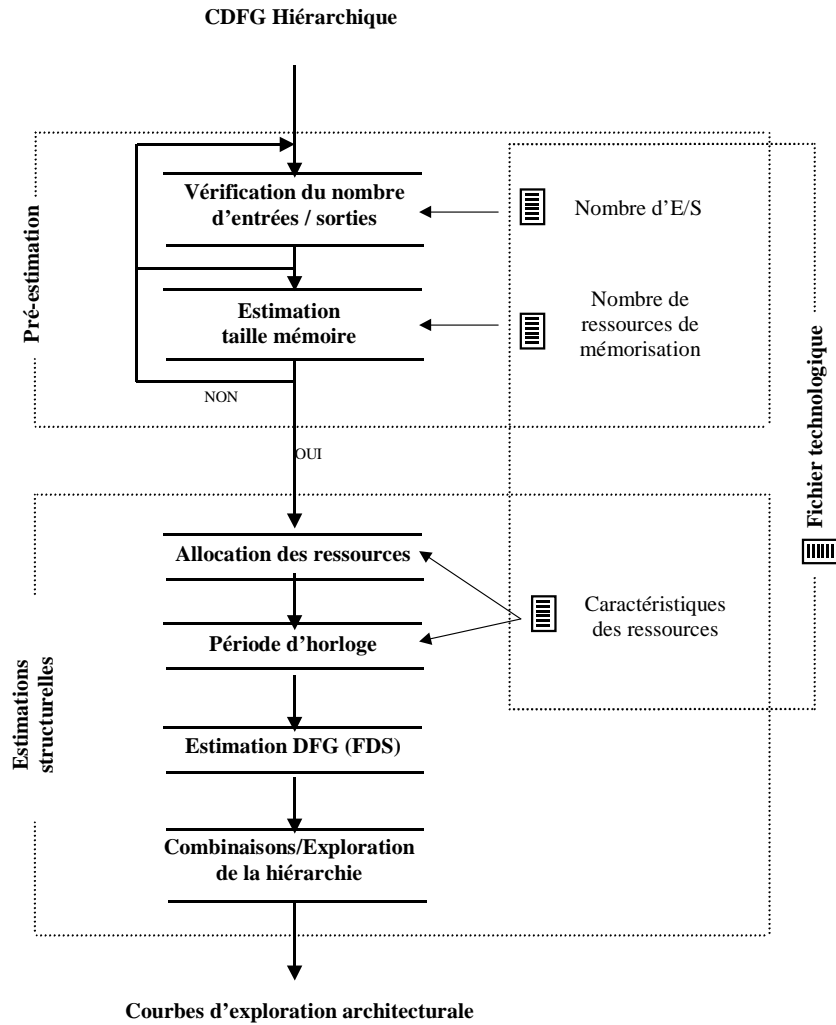 CDFG Hiérarchique
Pré-estimation
Vérification du nombre
d'entrées / sorties
Nombre d'E/S
Estimation
taille mémoire
Nombre de
ressources de
mémorisation
NON
OUI
Fichier technologique
Estimations
structurelles
Allocation des ressources
Période d'horloge
Caractéristiques
des ressources
Estimation DFG (FDS)
Combinaisons/Exploration
de la hiérarchie
Courbes d'exploration architecturale